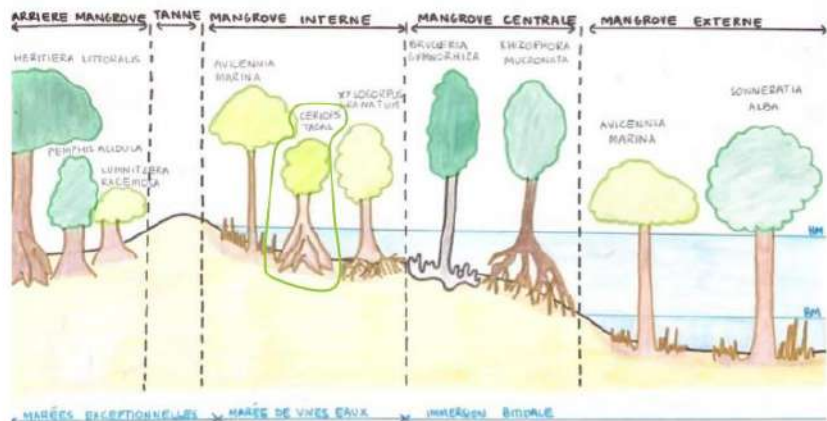 ARRIERE MANGROVE
TANNE
MANGROVE INTERNE
MANGROVE CENTRALE
MANGROVE EXTERNE
HERITIERA LITTORALIS
PEMPHIS ACIDULA
LUMNITZERA
RACEMOSA
AVICENNIA
MARINA
CERIOPS
TAGAL
XYLOCARPUS
GRANATUM
BRUGUIERA
GYMNORHIZA
RHIZOPHORA
MUCRONATA
AVICENNIA
MARINA
SONNERATIA
ALBA
HM
BM
MARÉES EXCEPTIONNELLES
MARÉE DE VIVES EAUX
IMMERSION BITIDALE